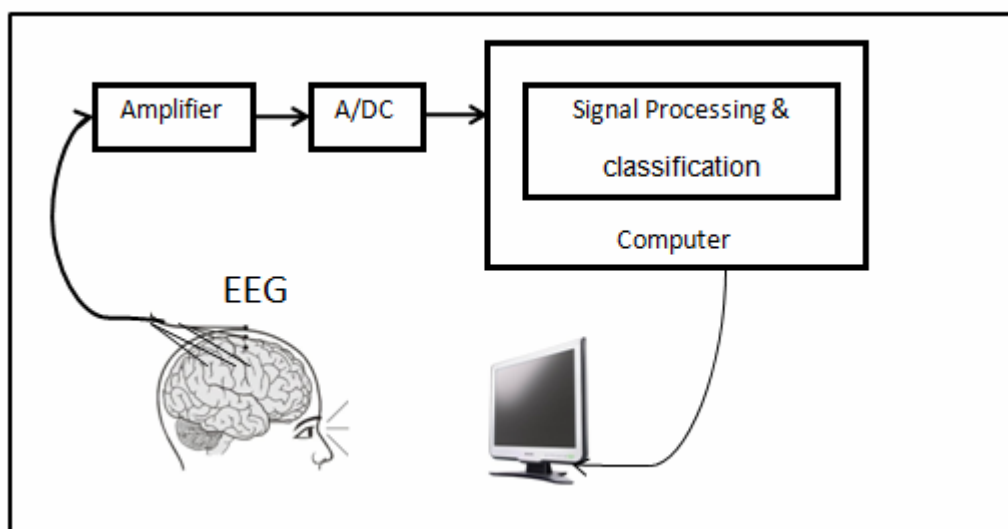 Amplifier
A/DC
Signal Processing &
classification
Computer
EEG